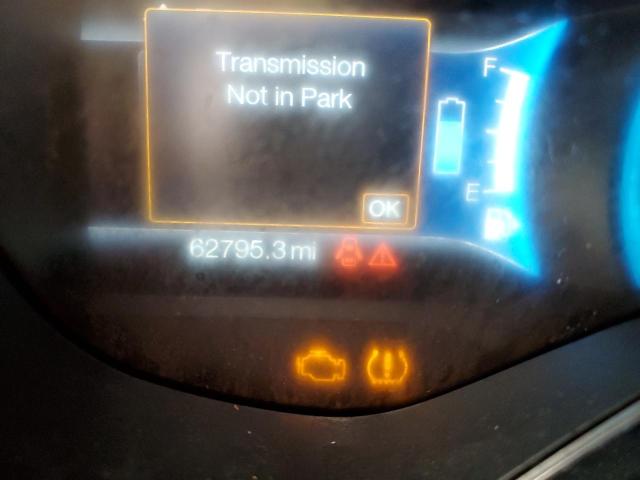 Transmission
Not in Park
OK
F
E
62795.3 mi